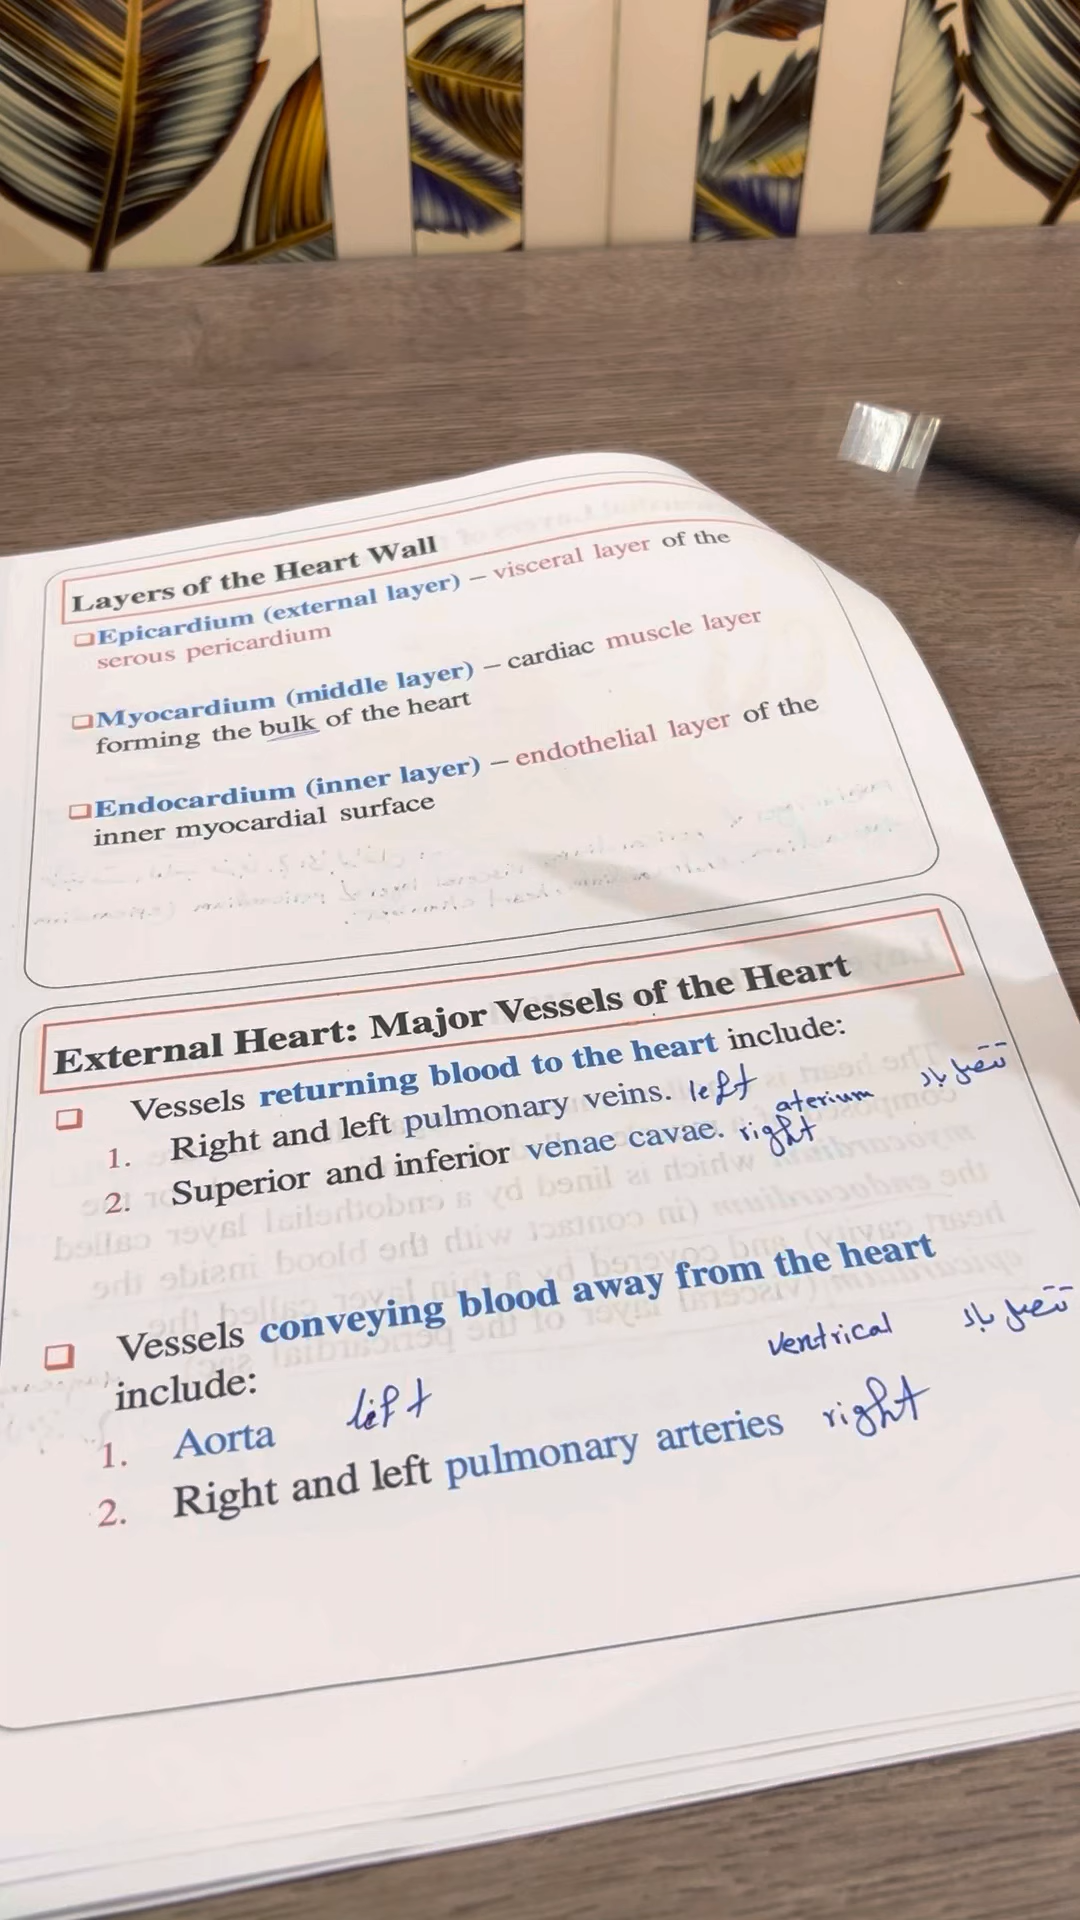 Layers of the Heart Wall
❑Epicardium (external layer) – visceral layer of the
serous pericardium
❑Myocardium (middle layer) – cardiac muscle layer
forming the bulk of the heart
❑Endocardium (inner layer) – endothelial layer of the
inner myocardial surface
External Heart: Major Vessels of the Heart
❑ Vessels returning blood to the heart include:
1. Right and left pulmonary veins. left aterium تتصل بالـ
2. Superior and inferior venae cavae. right
❑ Vessels conveying blood away from the heart
include: ventrical تتصل بالـ
1. Aorta left
2. Right and left pulmonary arteries right